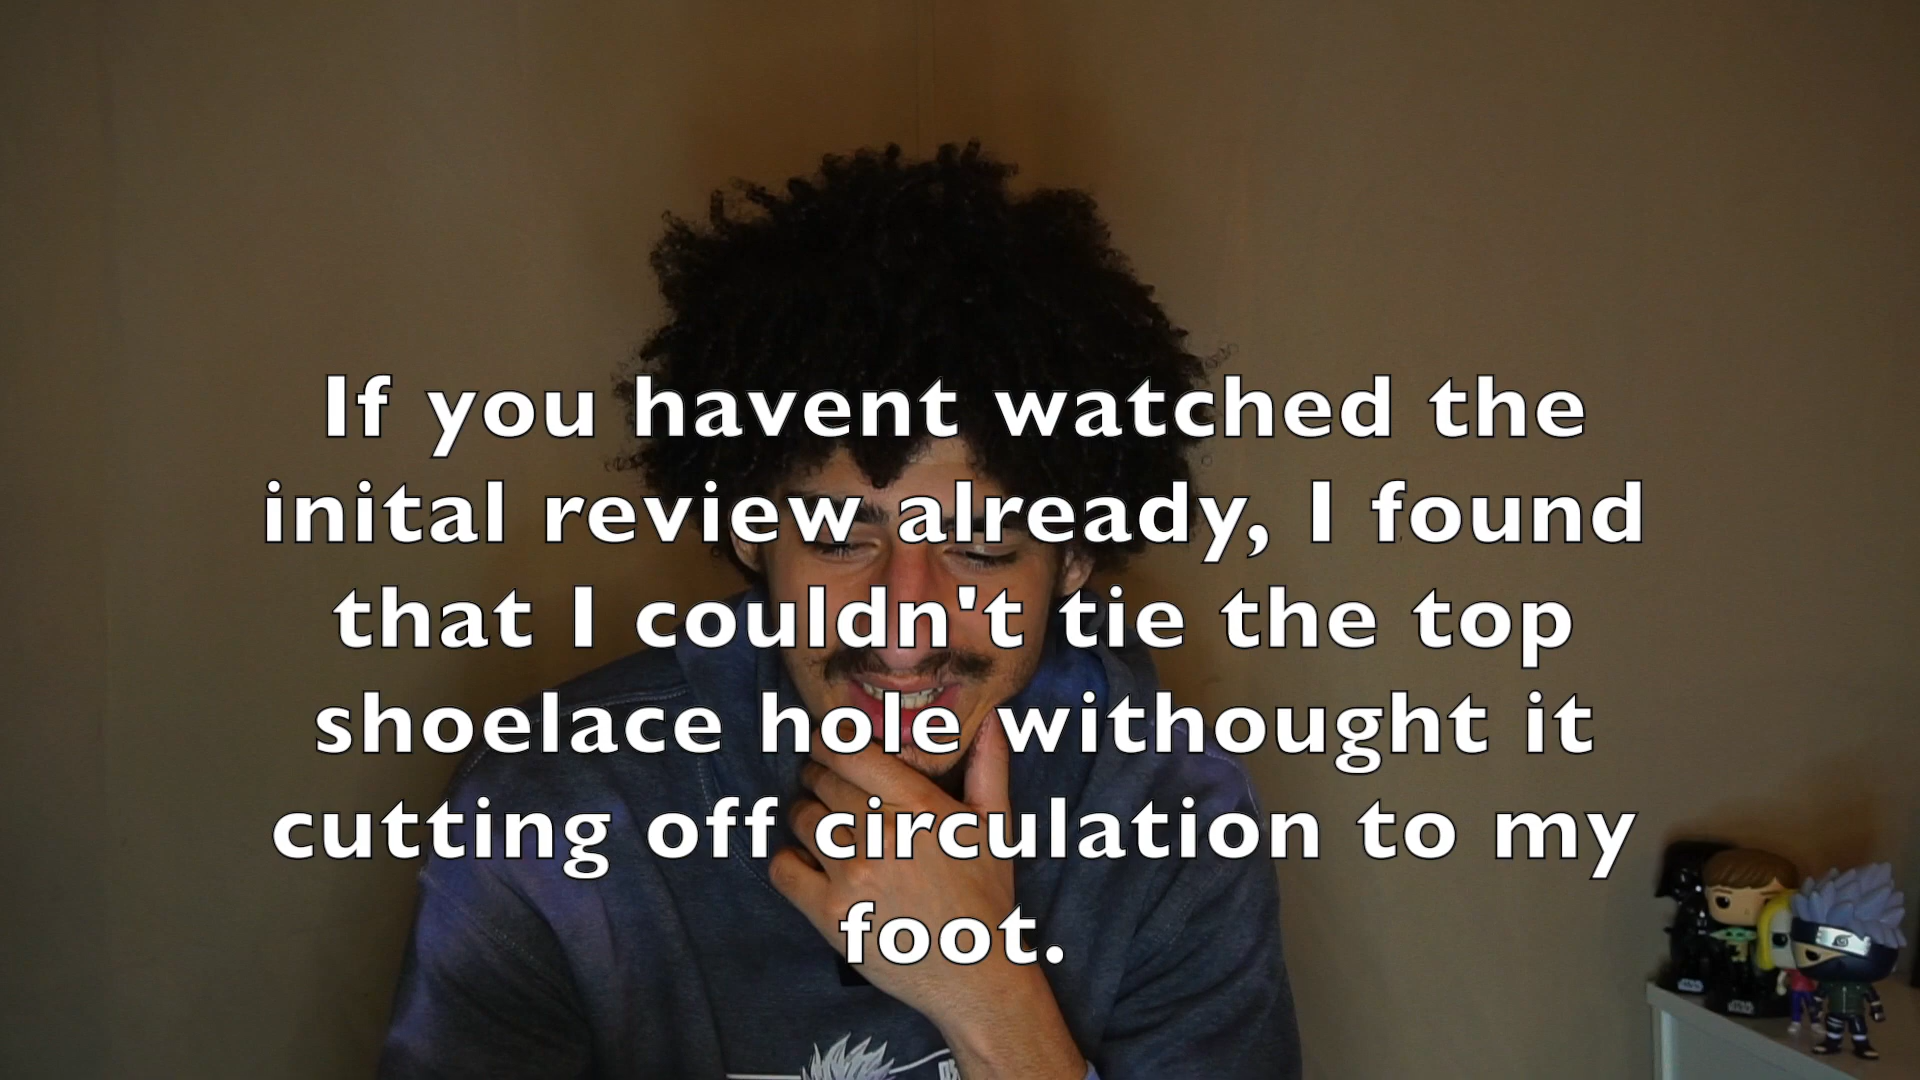 If you havent watched the
inital review already, I found
that I couldn't tie the top
shoelace hole withought it
cutting off circulation to my
foot.